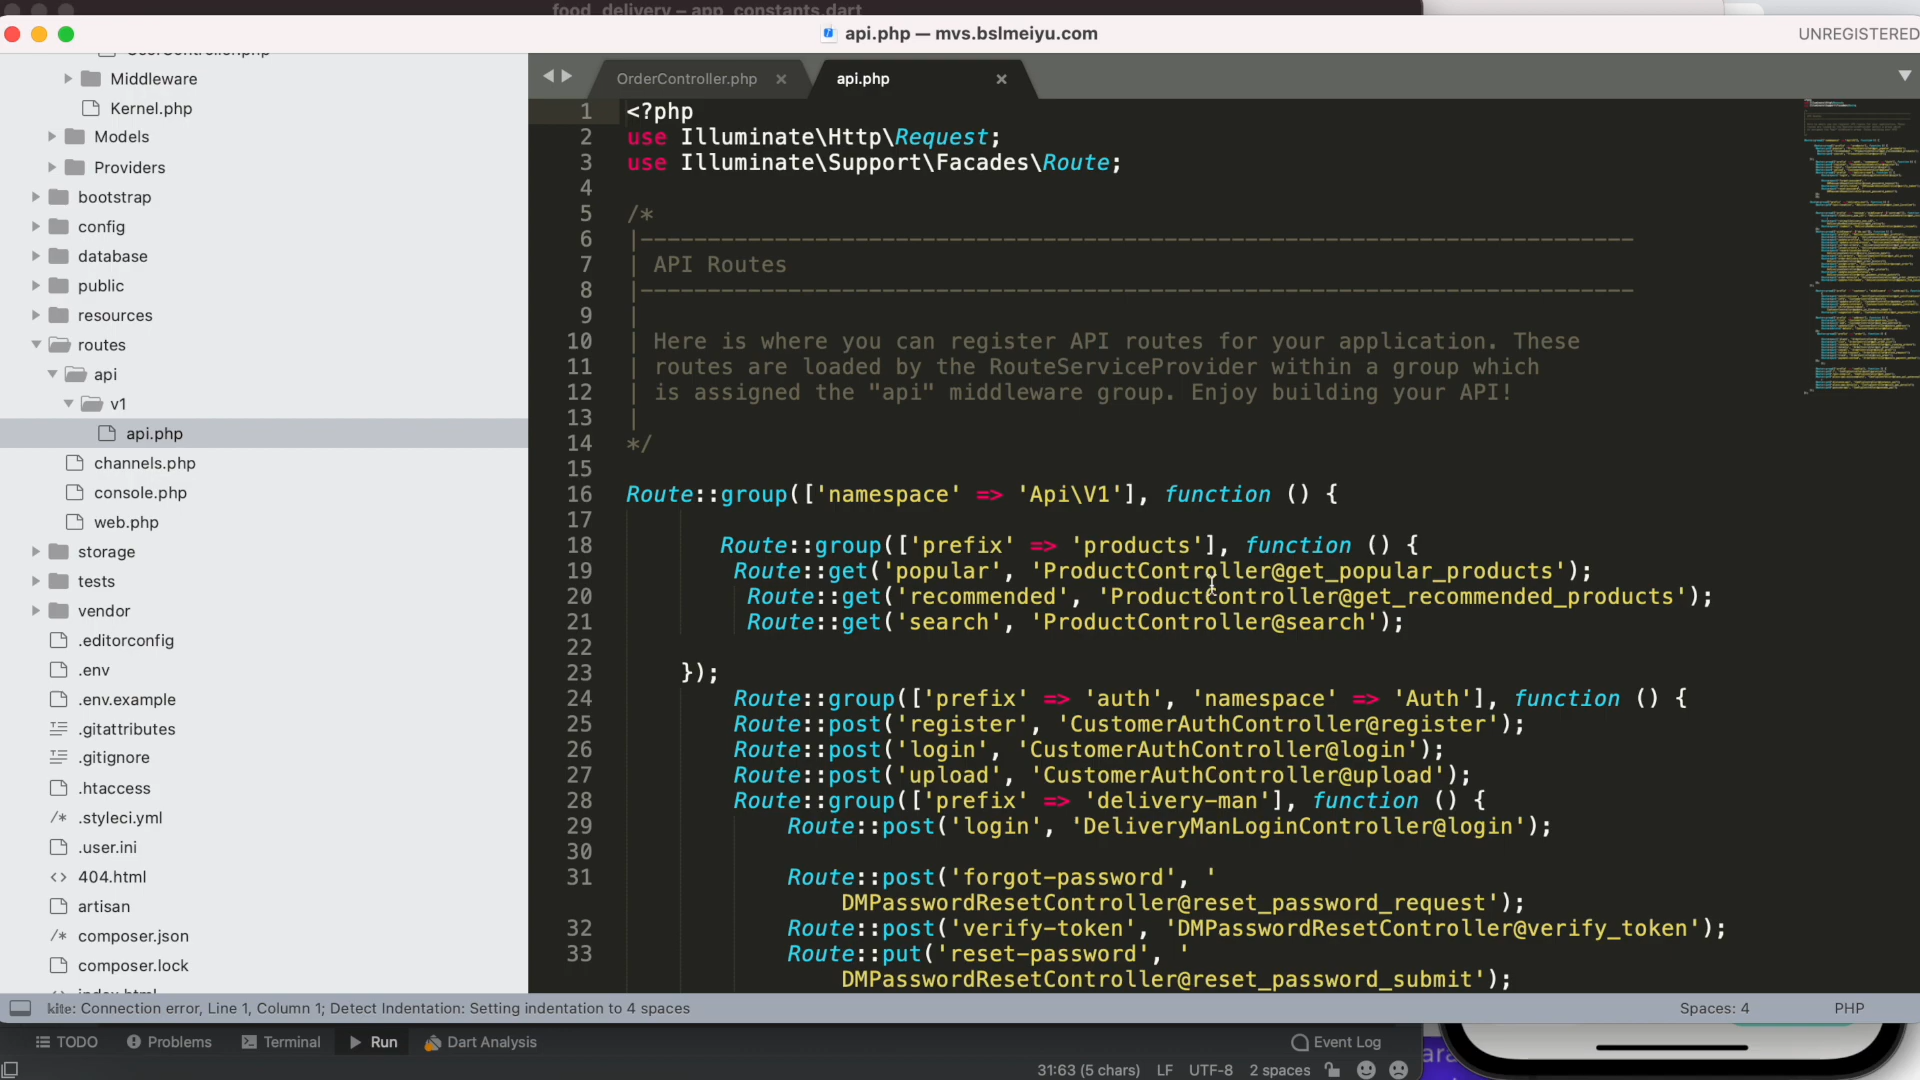 food_delivery – app_constants.dart
api.php — mvs.bslmeiyu.com
UNREGISTERED
Middleware
Kernel.php
Models
Providers
bootstrap
config
database
public
resources
routes
api
v1
api.php
channels.php
console.php
web.php
storage
tests
vendor
.editorconfig
.env
.env.example
.gitattributes
.gitignore
.htaccess
/* .styleci.yml
.user.ini
<> 404.html
artisan
/* composer.json
composer.lock
index.html
OrderController.php ×
api.php ×
1 <?php
2 use Illuminate\Http\Request;
3 use Illuminate\Support\Facades\Route;
4
5 /*
6 |--------------------------------------------------------------------------
7 | API Routes
8 |--------------------------------------------------------------------------
9 |
10 | Here is where you can register API routes for your application. These
11 | routes are loaded by the RouteServiceProvider within a group which
12 | is assigned the "api" middleware group. Enjoy building your API!
13 |
14 */
15
16 Route::group(['namespace' => 'Api\V1'], function () {
17
18 Route::group(['prefix' => 'products'], function () {
19 Route::get('popular', 'ProductController@get_popular_products');
20 Route::get('recommended', 'ProductController@get_recommended_products');
21 Route::get('search', 'ProductController@search');
22
23 });
24 Route::group(['prefix' => 'auth', 'namespace' => 'Auth'], function () {
25 Route::post('register', 'CustomerAuthController@register');
26 Route::post('login', 'CustomerAuthController@login');
27 Route::post('upload', 'CustomerAuthController@upload');
28 Route::group(['prefix' => 'delivery-man'], function () {
29 Route::post('login', 'DeliveryManLoginController@login');
30
31 Route::post('forgot-password', '
DMPasswordResetController@reset_password_request');
32 Route::post('verify-token', 'DMPasswordResetController@verify_token');
33 Route::put('reset-password', '
DMPasswordResetController@reset_password_submit');
kite: Connection error, Line 1, Column 1; Detect Indentation: Setting indentation to 4 spaces
Spaces: 4
PHP
TODO
Problems
Terminal
Run
Dart Analysis
Event Log
31:63 (5 chars)
LF
UTF-8
2 spaces